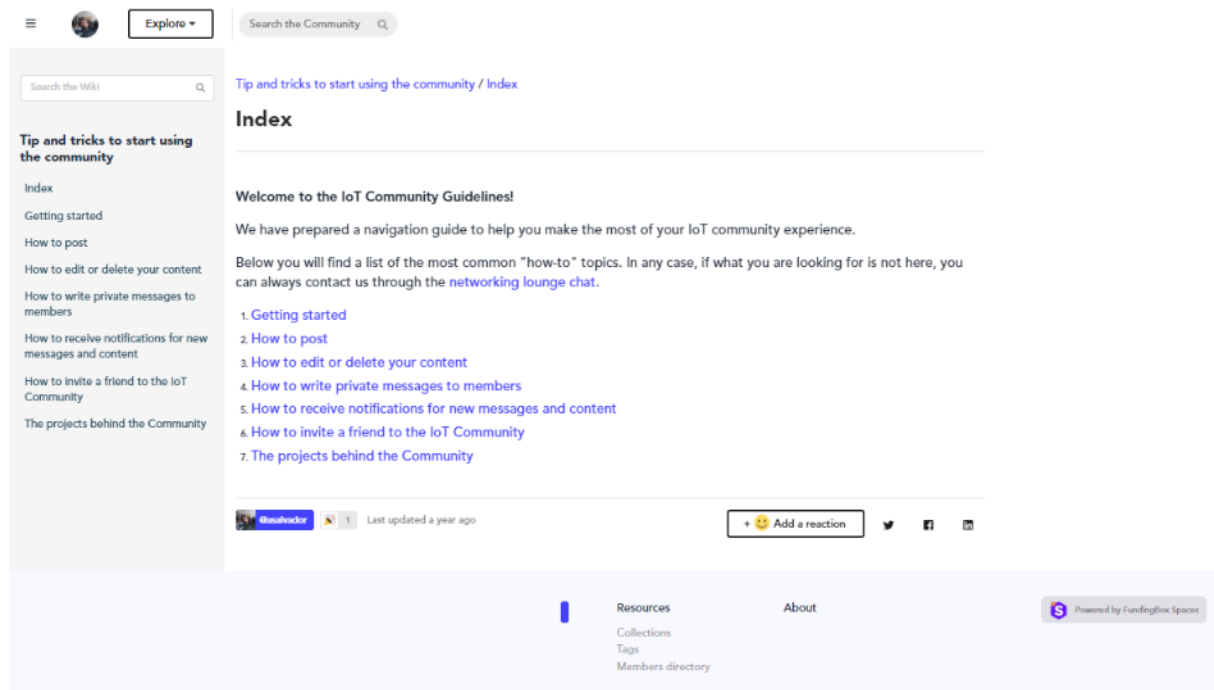 Explore
Search the Community
Search the Wiki
Tip and tricks to start using
the community
Index
Getting started
How to post
How to edit or delete your content
How to write private messages to
members
How to receive notifications for new
messages and content
How to invite a friend to the IoT
Community
The projects behind the Community
Tip and tricks to start using the community / Index
Index
Welcome to the IoT Community Guidelines!
We have prepared a navigation guide to help you make the most of your IoT community experience.
Below you will find a list of the most common "how-to" topics. In any case, if what you are looking for is not here, you
can always contact us through the networking lounge chat.
1. Getting started
2. How to post
3. How to edit or delete your content
4. How to write private messages to members
5. How to receive notifications for new messages and content
6. How to invite a friend to the IoT Community
7. The projects behind the Community
@asalvador 1 Last updated a year ago
+ Add a reaction
Resources
Collections
Tags
Members directory
About
Powered by FundingBox Spaces